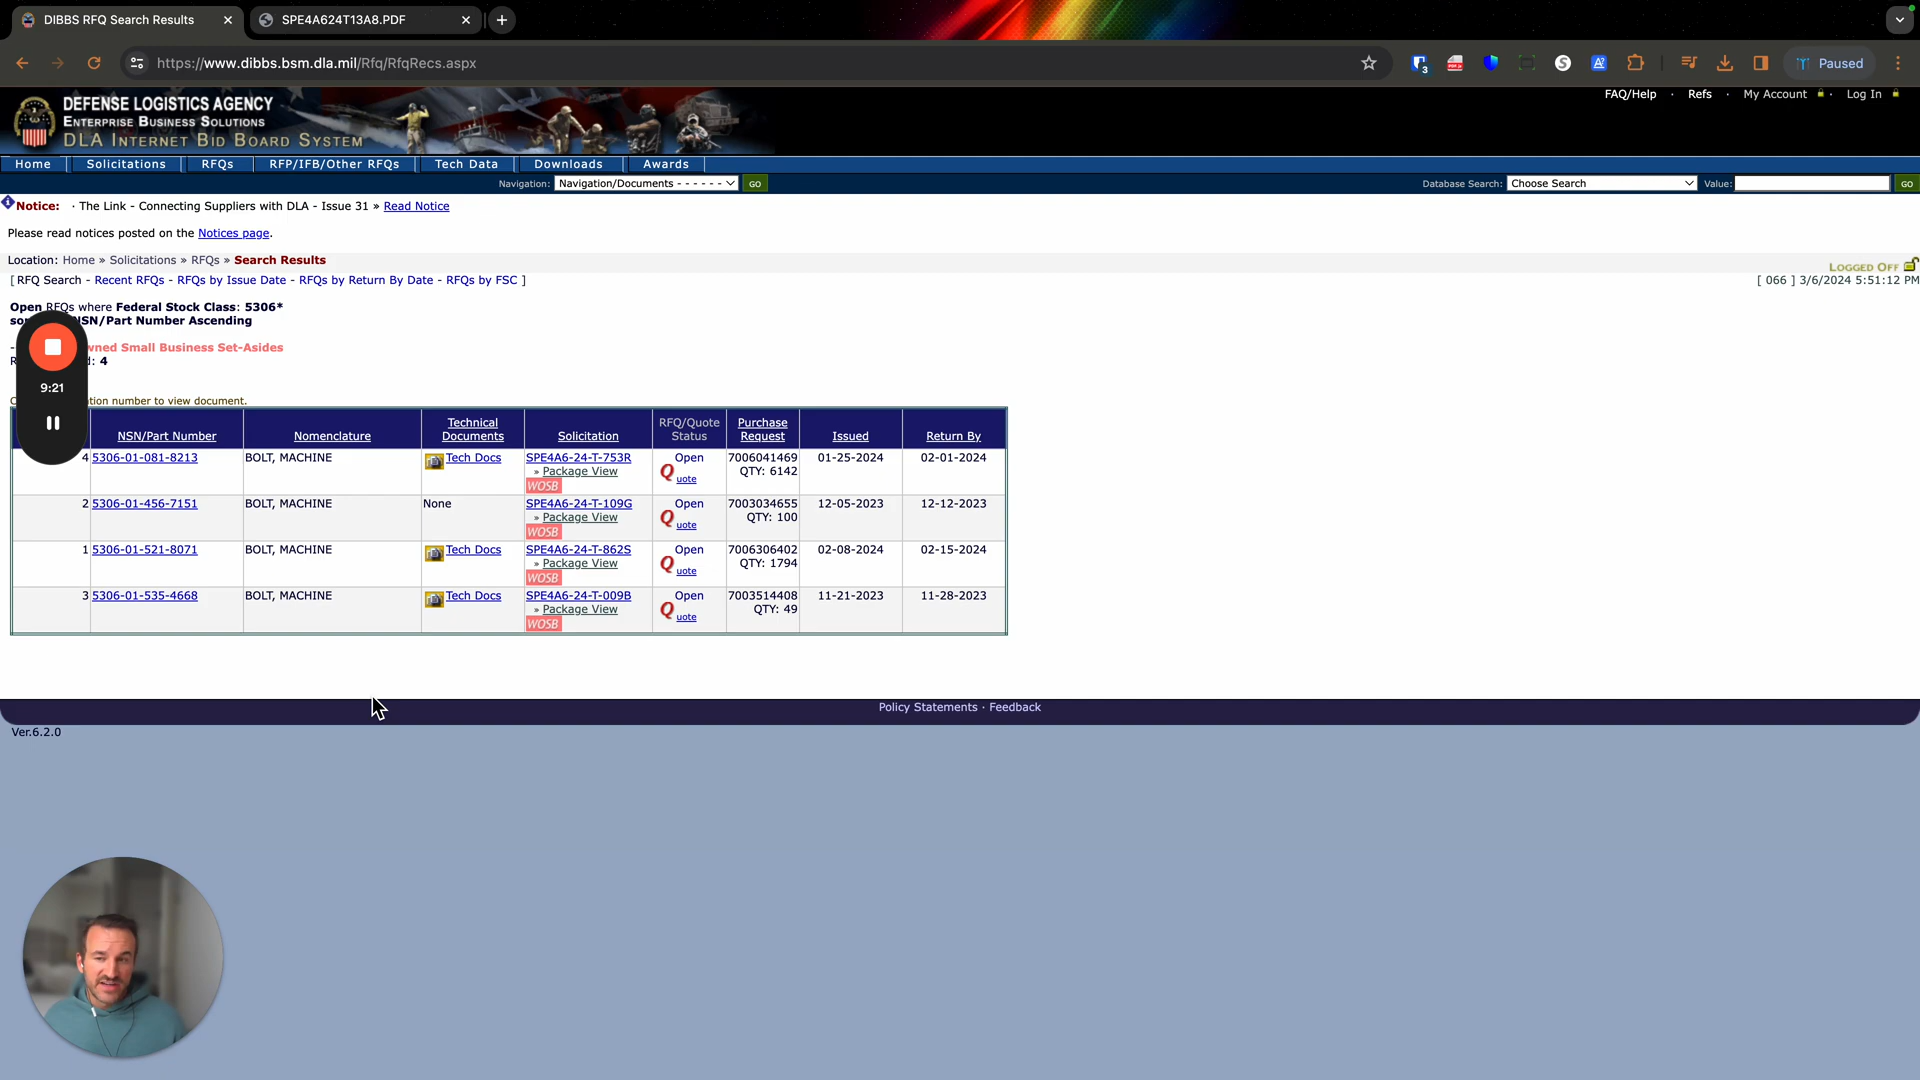 DIBBS RFQ Search Results
SPE4A624T13A8.PDF
https://www.dibbs.bsm.dla.mil/Rfq/RfqRecs.aspx
3
Paused
DEFENSE LOGISTICS AGENCY
ENTERPRISE BUSINESS SOLUTIONS
DLA INTERNET BID BOARD SYSTEM
FAQ/Help · Refs · My Account · Log In
Home Solicitations RFQs RFP/IFB/Other RFQs Tech Data Downloads Awards
Navigation: Navigation/Documents - - - - - - GO Database Search: Choose Search Value: GO
Notice: · The Link - Connecting Suppliers with DLA - Issue 31 » Read Notice
Please read notices posted on the Notices page.
Location: Home » Solicitations » RFQs » Search Results
LOGGED OFF
[ RFQ Search - Recent RFQs - RFQs by Issue Date - RFQs by Return By Date - RFQs by FSC ]
[ 066 ] 3/6/2024 5:51:12 PM
Open RFQs where Federal Stock Class: 5306*
NSN/Part Number Ascending
Small Business Set-Asides
4
9:21
number to view document.
NSN/Part Number Nomenclature Technical Documents Solicitation RFQ/Quote Status Purchase Request Issued Return By
4 5306-01-081-8213 BOLT, MACHINE Tech Docs SPE4A6-24-T-753R Open 7006041469 01-25-2024 02-01-2024
» Package View Quote QTY: 6142
WOSB
2 5306-01-456-7151 BOLT, MACHINE None SPE4A6-24-T-109G Open 7003034655 12-05-2023 12-12-2023
» Package View Quote QTY: 100
WOSB
1 5306-01-521-8071 BOLT, MACHINE Tech Docs SPE4A6-24-T-862S Open 7006306402 02-08-2024 02-15-2024
» Package View Quote QTY: 1794
WOSB
3 5306-01-535-4668 BOLT, MACHINE Tech Docs SPE4A6-24-T-009B Open 7003514408 11-21-2023 11-28-2023
» Package View Quote QTY: 49
WOSB
Policy Statements · Feedback
Ver.6.2.0